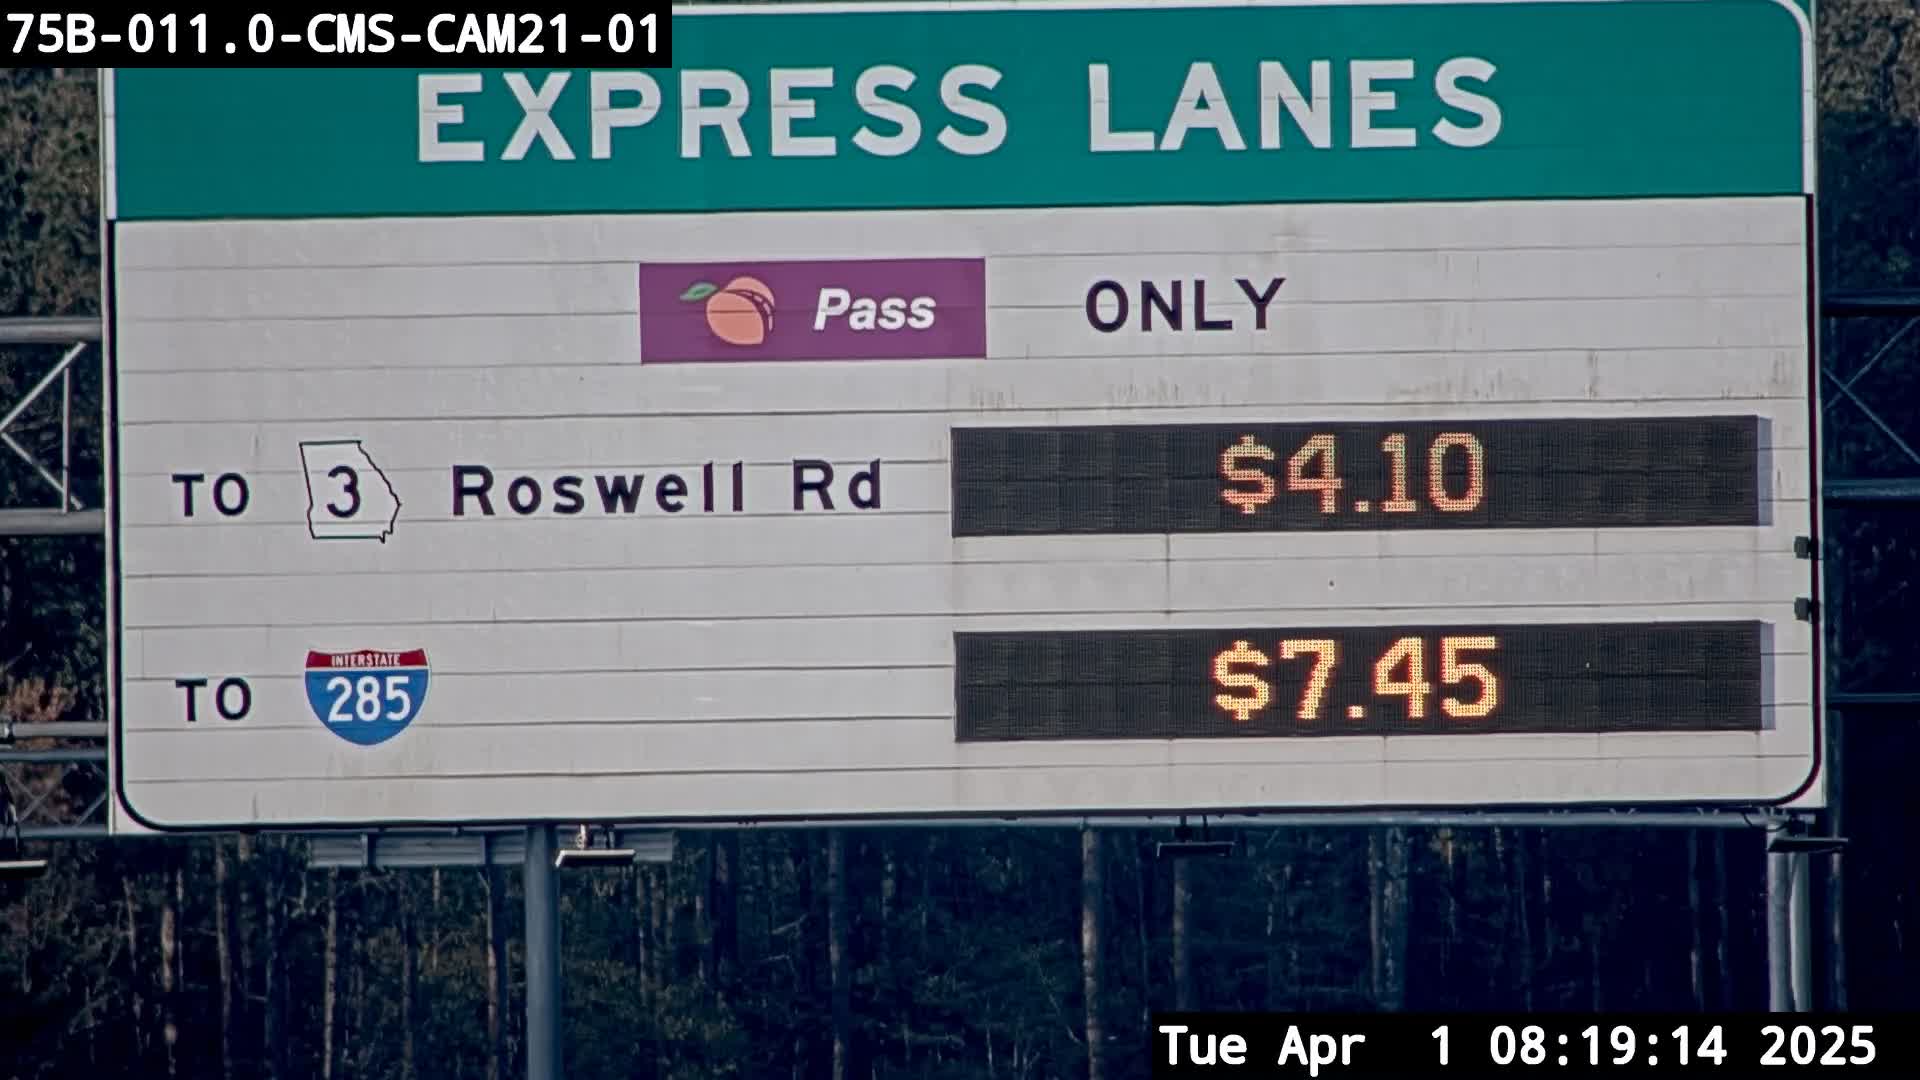 75B-011.0-CMS-CAM21-01
EXPRESS LANES
Pass ONLY
TO 3 Roswell Rd $4.10
INTERSTATE
TO 285 $7.45
Tue Apr 1 08:19:14 2025